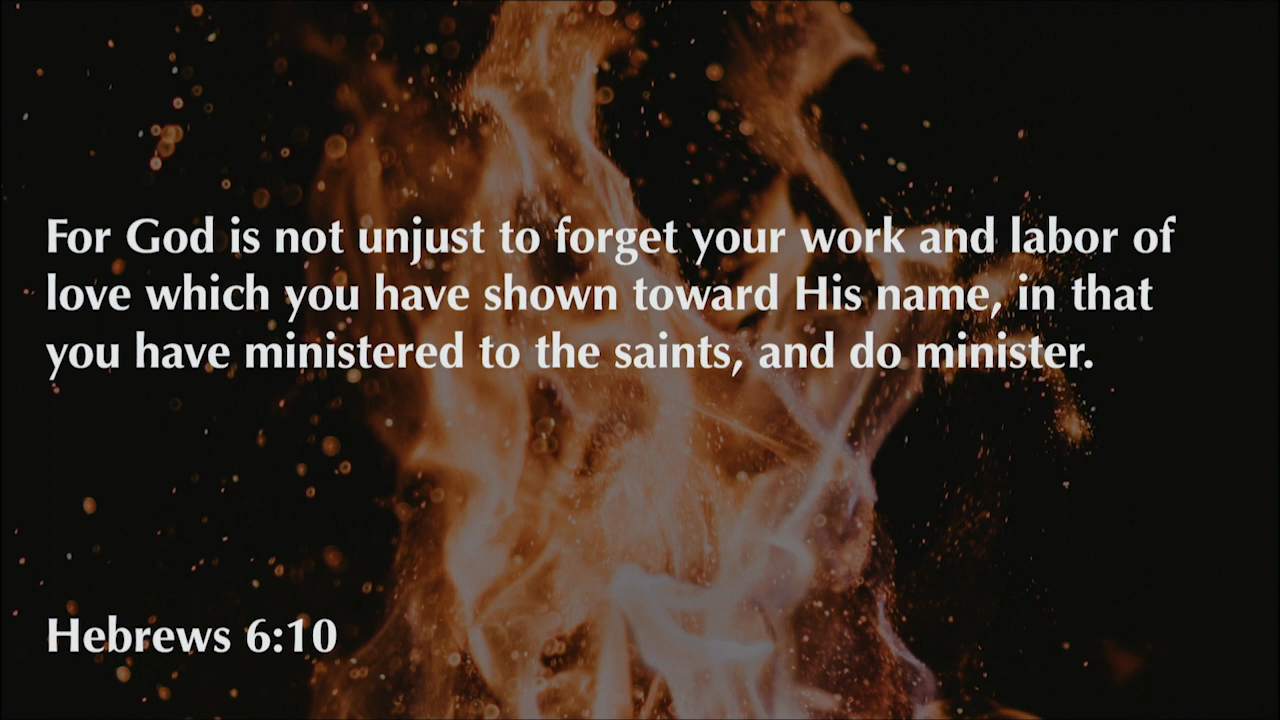 For God is not unjust to forget your work and labor of
love which you have shown toward His name, in that
you have ministered to the saints, and do minister.
Hebrews 6:10